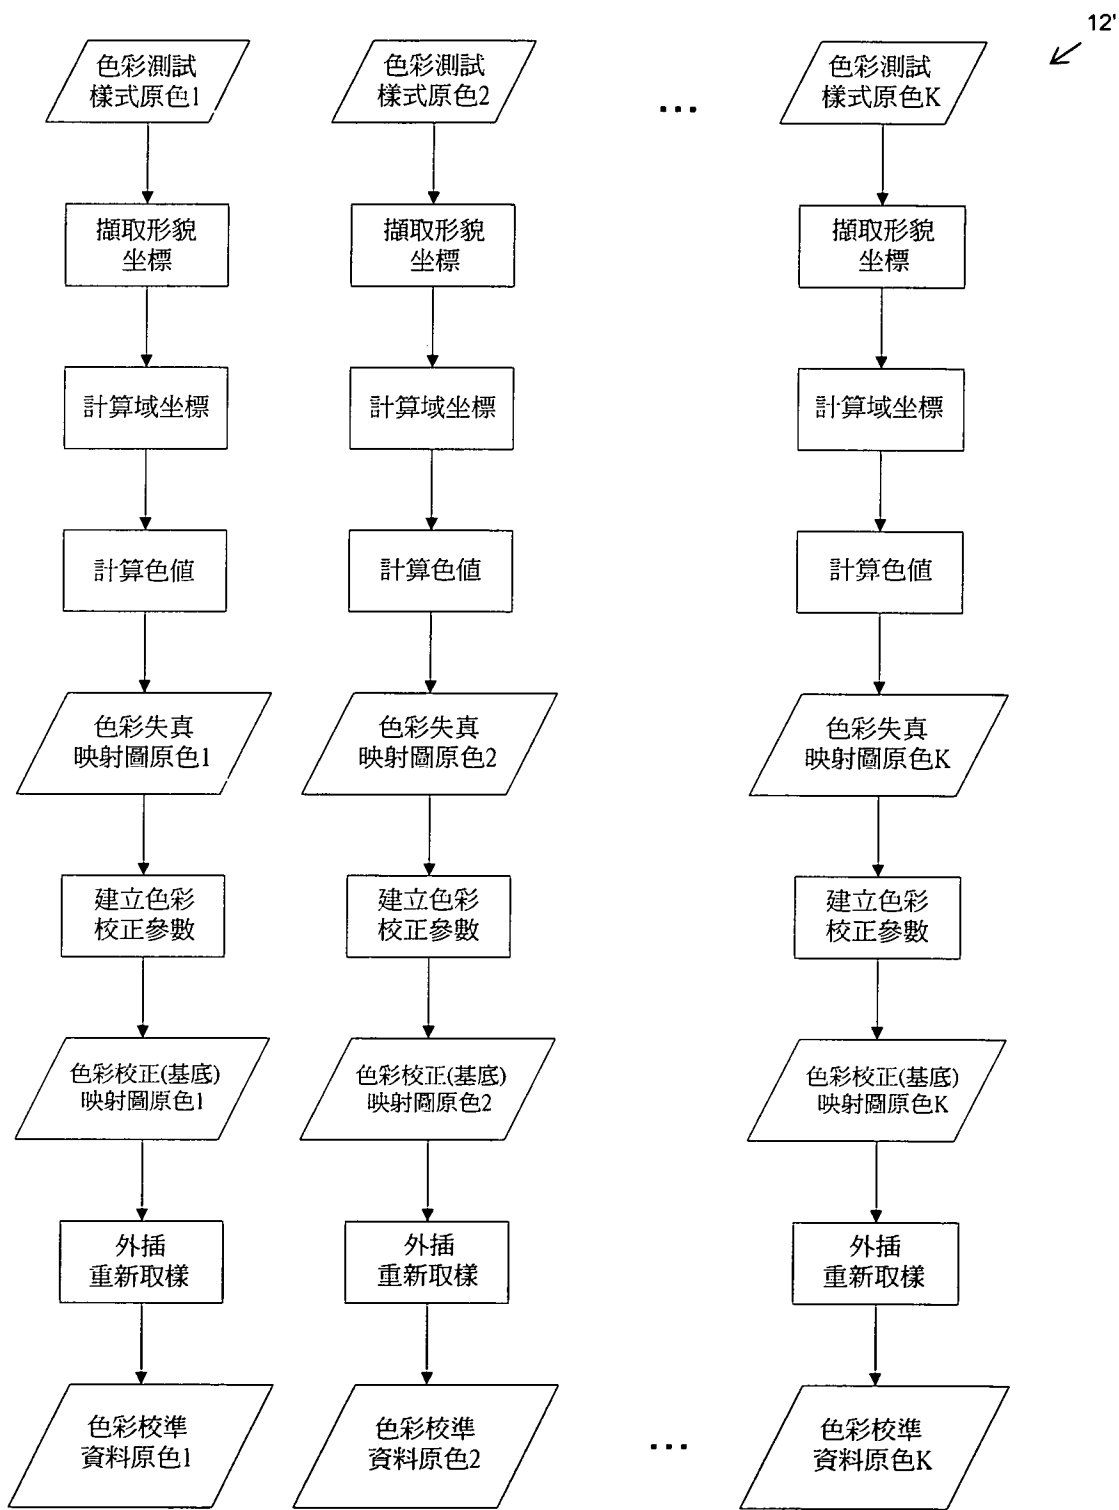 12'
色彩測試
樣式原色1
色彩測試
樣式原色2
...
色彩測試
樣式原色K
擷取形貌
坐標
擷取形貌
坐標
擷取形貌
坐標
計算域坐標
計算域坐標
計算域坐標
計算色值
計算色值
計算色值
色彩失真
映射圖原色1
色彩失真
映射圖原色2
色彩失真
映射圖原色K
建立色彩
校正參數
建立色彩
校正參數
建立色彩
校正參數
色彩校正(基底)
映射圖原色1
色彩校正(基底)
映射圖原色2
色彩校正(基底)
映射圖原色K
外插
重新取樣
外插
重新取樣
外插
重新取樣
色彩校準
資料原色1
色彩校準
資料原色2
...
色彩校準
資料原色K